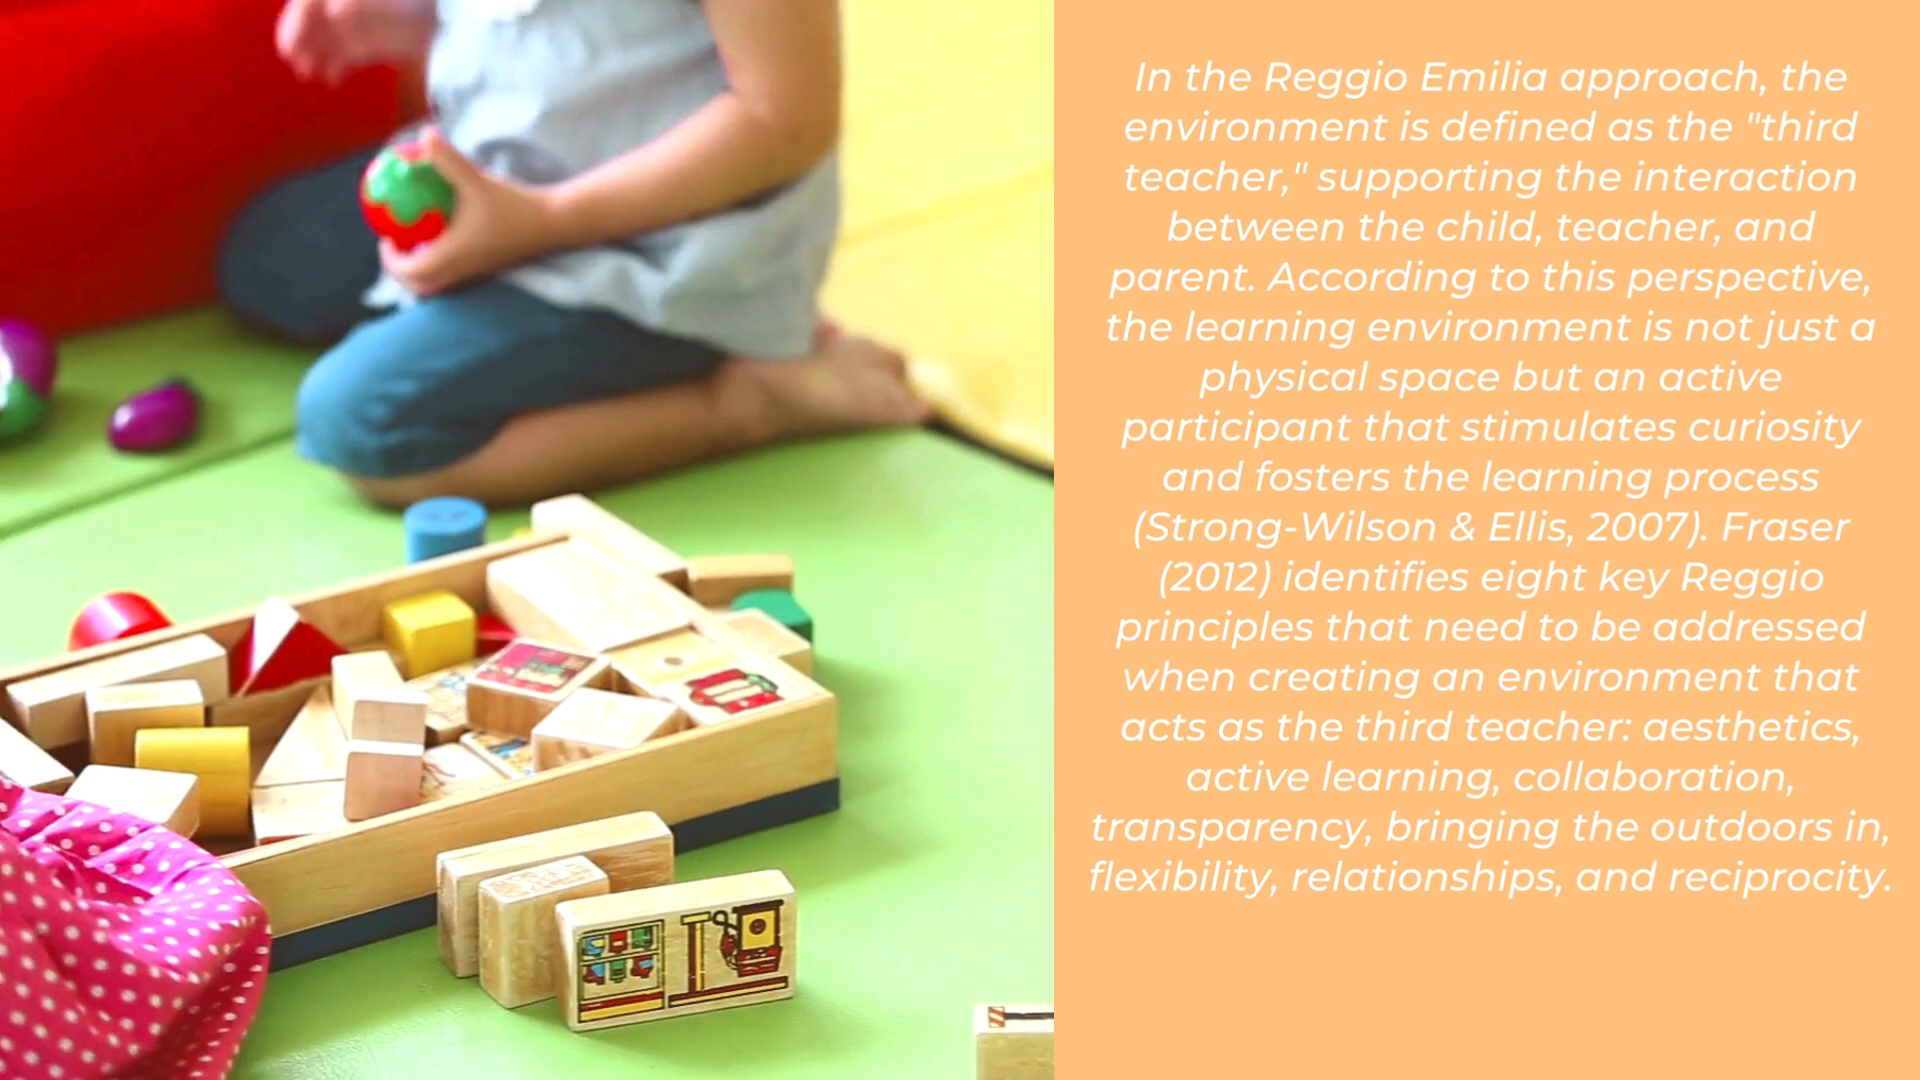 In the Reggio Emilia approach, the
environment is defined as the "third
teacher," supporting the interaction
between the child, teacher, and
parent. According to this perspective,
the learning environment is not just a
physical space but an active
participant that stimulates curiosity
and fosters the learning process
(Strong-Wilson & Ellis, 2007). Fraser
(2012) identifies eight key Reggio
principles that need to be addressed
when creating an environment that
acts as the third teacher: aesthetics,
active learning, collaboration,
transparency, bringing the outdoors in,
flexibility, relationships, and reciprocity.